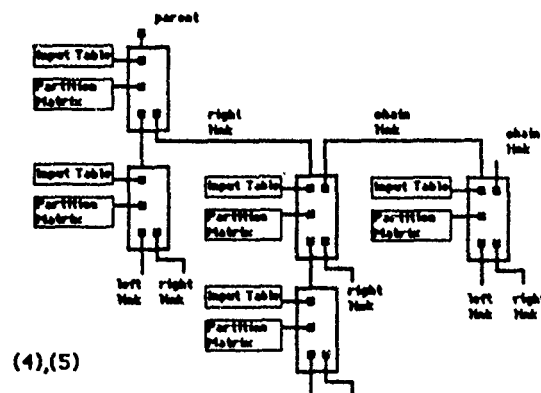 parent
Input Table
Partition
Matrix
right
link
chain
link
chain
link
Input Table
Partition
Matrix
Input Table
Partition
Matrix
Input Table
Partition
Matrix
left
link
right
link
right
link
left
link
right
link
Input Table
Partition
Matrix
(4),(5)